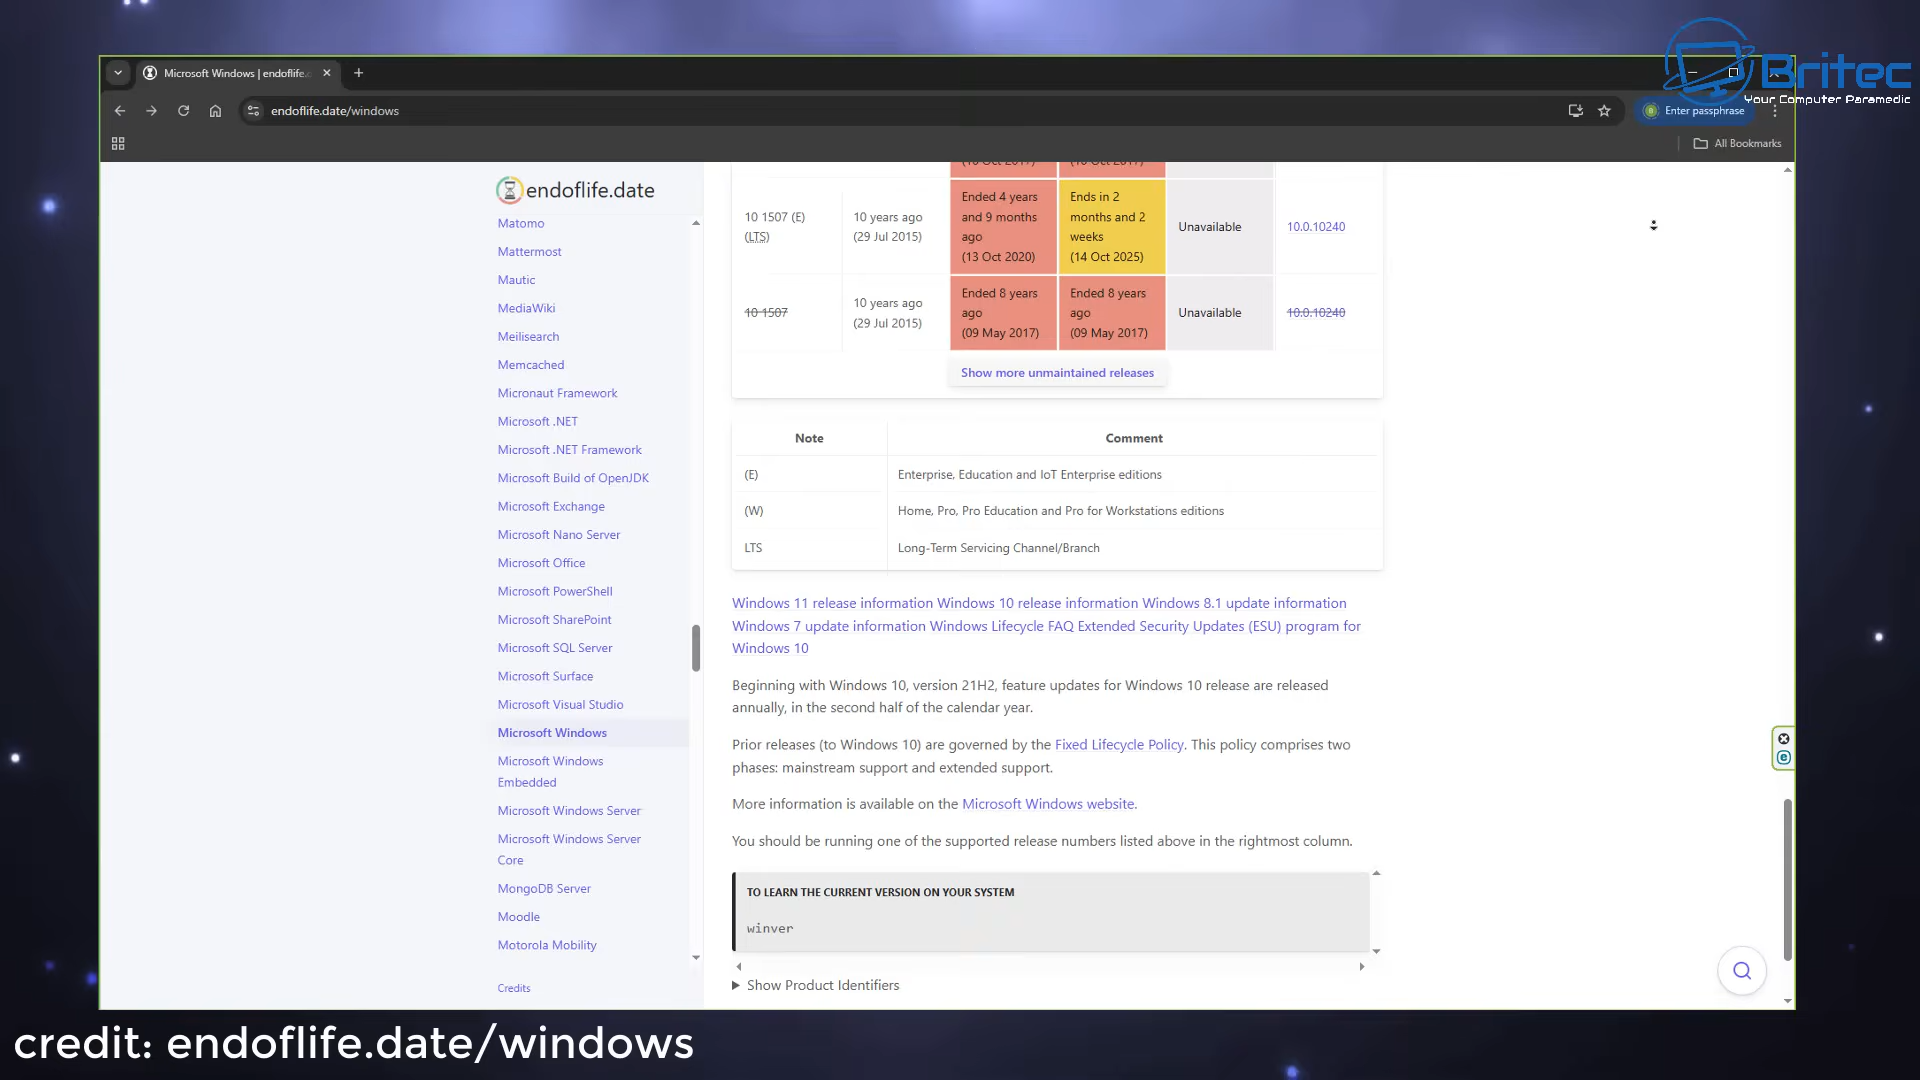 Britec
Your Computer Paramedic
Microsoft Windows | endoflife.
endoflife.date/windows
Enter passphrase
All Bookmarks
endoflife.date
Matomo
Mattermost
Mautic
MediaWiki
Meilisearch
Memcached
Micronaut Framework
Microsoft .NET
Microsoft .NET Framework
Microsoft Build of OpenJDK
Microsoft Exchange
Microsoft Nano Server
Microsoft Office
Microsoft PowerShell
Microsoft SharePoint
Microsoft SQL Server
Microsoft Surface
Microsoft Visual Studio
Microsoft Windows
Microsoft Windows
Embedded
Microsoft Windows Server
Microsoft Windows Server
Core
MongoDB Server
Moodle
Motorola Mobility
Credits
10 1507 (E)
(LTS)
10 years ago
(29 Jul 2015)
Ended 4 years
and 9 months
ago
(13 Oct 2020)
Ends in 2
months and 2
weeks
(14 Oct 2025)
Unavailable
10.0.10240
10 1507
10 years ago
(29 Jul 2015)
Ended 8 years
ago
(09 May 2017)
Ended 8 years
ago
(09 May 2017)
Unavailable
10.0.10240
Show more unmaintained releases
Note Comment
(E) Enterprise, Education and IoT Enterprise editions
(W) Home, Pro, Pro Education and Pro for Workstations editions
LTS Long-Term Servicing Channel/Branch
Windows 11 release information Windows 10 release information Windows 8.1 update information
Windows 7 update information Windows Lifecycle FAQ Extended Security Updates (ESU) program for
Windows 10
Beginning with Windows 10, version 21H2, feature updates for Windows 10 release are released
annually, in the second half of the calendar year.
Prior releases (to Windows 10) are governed by the Fixed Lifecycle Policy. This policy comprises two
phases: mainstream support and extended support.
More information is available on the Microsoft Windows website.
You should be running one of the supported release numbers listed above in the rightmost column.
TO LEARN THE CURRENT VERSION ON YOUR SYSTEM
winver
Show Product Identifiers
credit: endoflife.date/windows